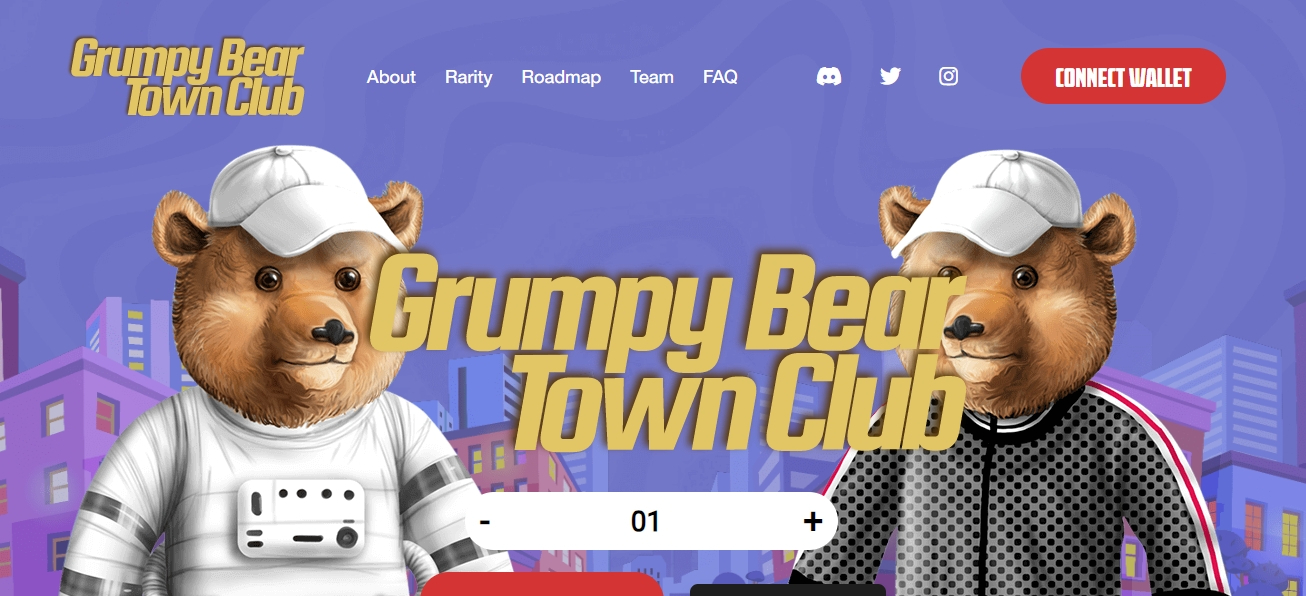 Grumpy Bear
Town Club
About Rarity Roadmap Team FAQ
CONNECT WALLET
Grumpy Bear
Town Club
- 01 +